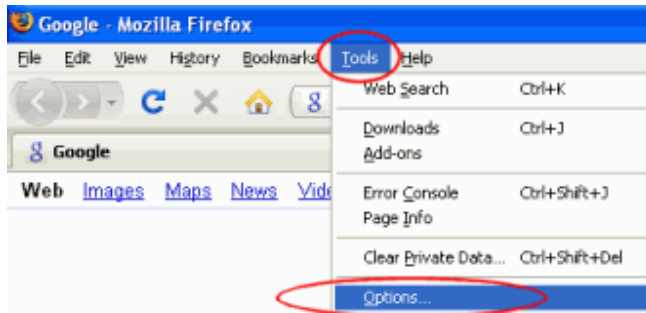 Google - Mozilla Firefox
File Edit View History Bookmarks Tools Help
Web Search Ctrl+K
Downloads Ctrl+J
Add-ons
Google
Web Images Maps News
Error Console Ctrl+Shift+J
Page Info
Clear Private Data... Ctrl+Shift+Del
Options...